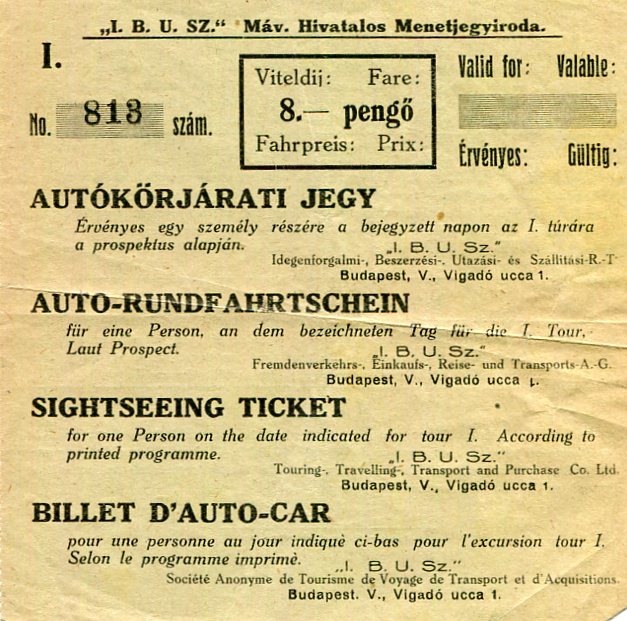 „I. B. U. SZ.“ Máv. Hivatalos Menetjegyiroda.
I.
No. 813 szám.
Viteldij: Fare:
8.— pengő
Fahrpreis: Prix:
Valid for: Valable:
Érvényes: Gültig:
AUTÓKÖRJÁRATI JEGY
Érvényes egy személy részére a bejegyzett napon az I. túrára
a prospektus alapján.
„I. B. U. Sz.“
Idegenforgalmi-, Beszerzési-, Utazási- és Szállitási-R.-T
Budapest, V., Vigadó ucca 1.
AUTO-RUNDFAHRTSCHEIN
für eine Person, an dem bezeichneten Tag für die I. Tour,
Laut Prospect.
„I. B. U. Sz.“
Fremdenverkehrs-, Einkaufs-, Reise- und Transports-A.-G.
Budapest, V., Vigadó ucca 1.
SIGHTSEEING TICKET
for one Person on the date indicated for tour I. According to
printed programme.
„I. B. U. Sz.“
Touring-, Travelling-, Transport and Purchase Co. Ltd.
Budapest, V., Vigadó ucca 1.
BILLET D'AUTO-CAR
pour une personne au jour indiquè ci-bas pour l'excursion tour I.
Selon le programme imprimè.
„I. B. U. Sz.“
Société Anonyme de Tourisme de Voyage de Transport et d'Acquisitions.
Budapest. V., Vigadó ucca 1.